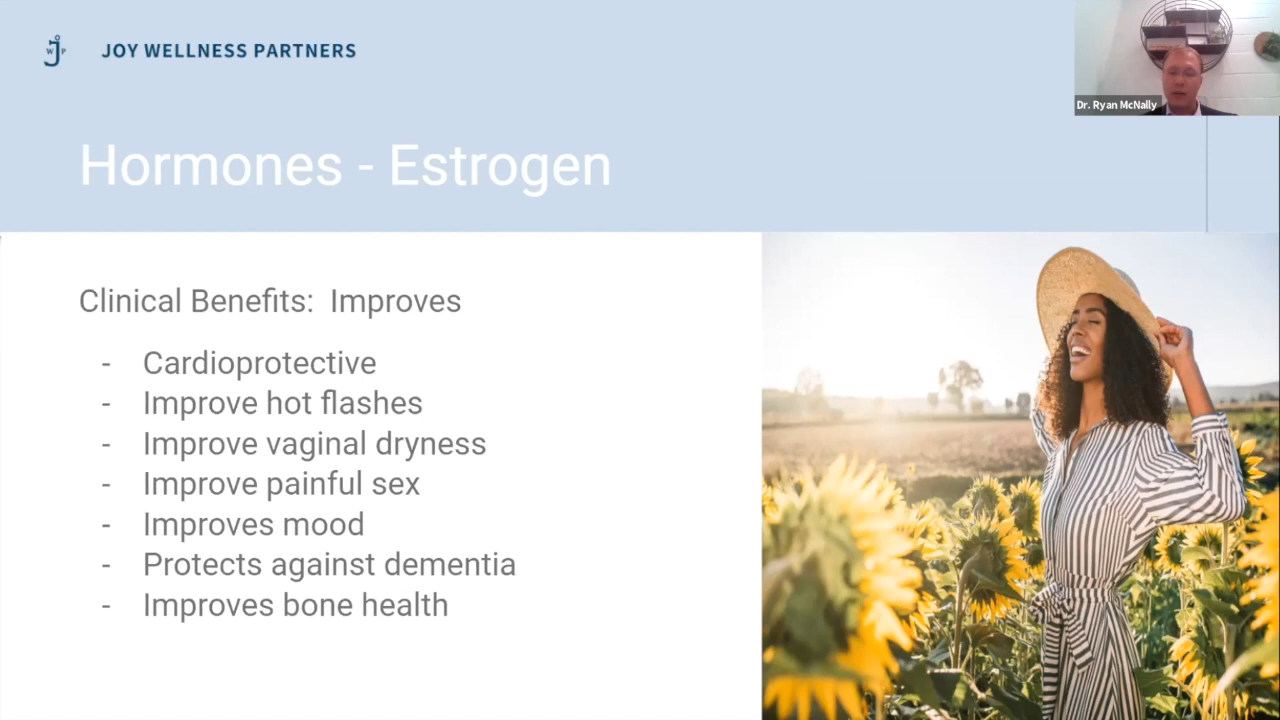 W J P
JOY WELLNESS PARTNERS
Dr. Ryan McNally
Hormones - Estrogen
Clinical Benefits: Improves
- Cardioprotective
- Improve hot flashes
- Improve vaginal dryness
- Improve painful sex
- Improves mood
- Protects against dementia
- Improves bone health